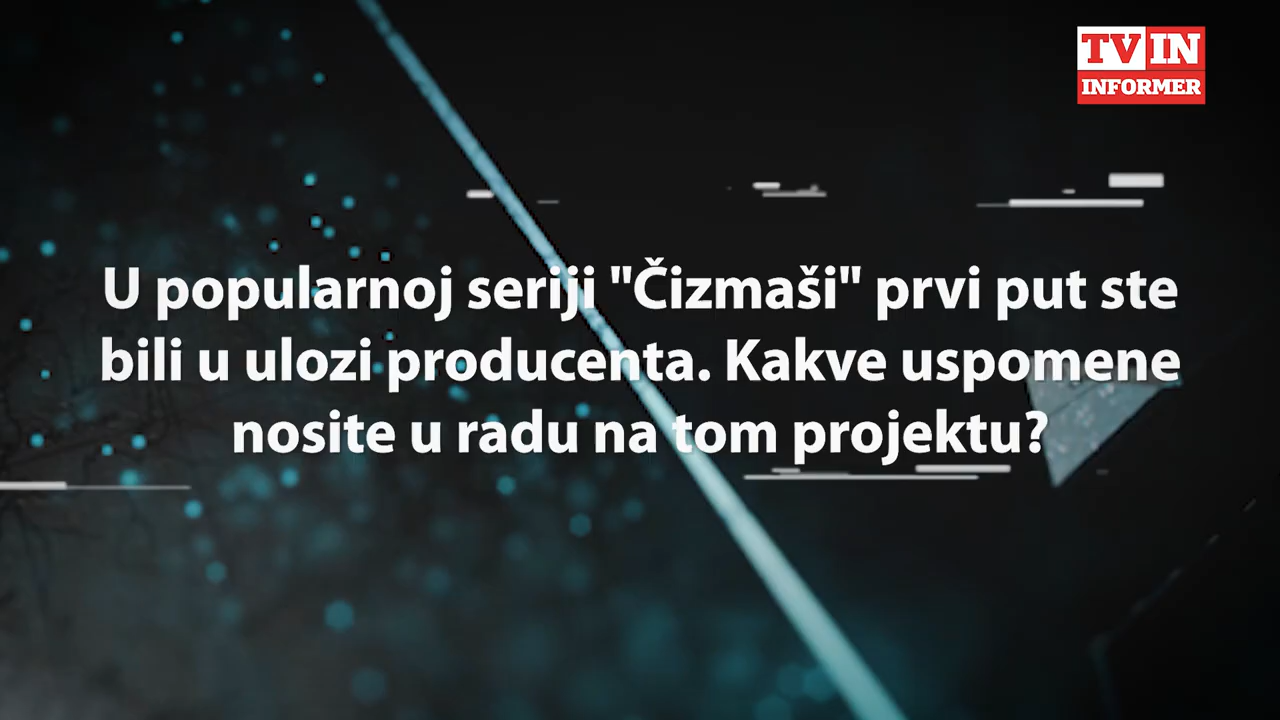 TV IN
INFORMER
U popularnoj seriji "Čizmaši" prvi put ste
bili u ulozi producenta. Kakve uspomene
nosite u radu na tom projektu?